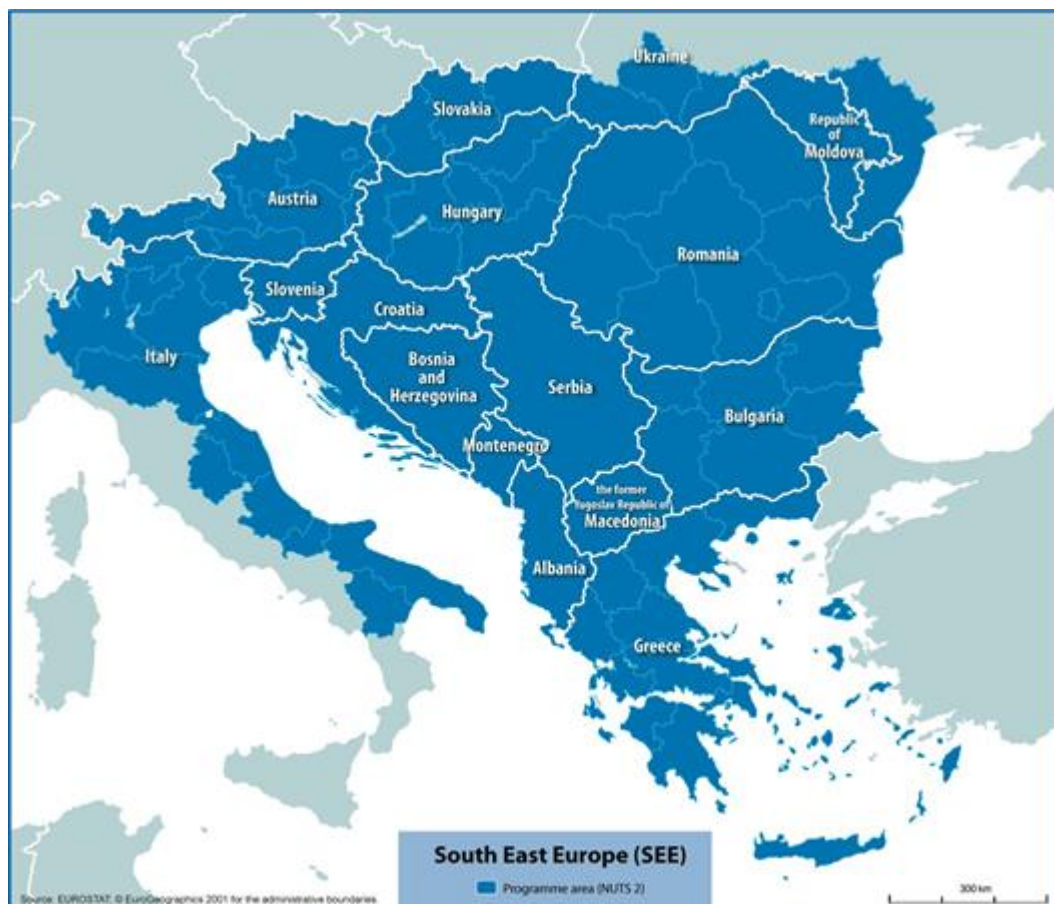 Ukraine
Slovakia
Republic
of
Moldova
Austria
Hungary
Romania
Slovenia
Croatia
Italy
Bosnia
and
Herzegovina
Serbia
Bulgaria
Montenegro
the former
Yugoslav Republic of
Macedonia
Albania
Greece
South East Europe (SEE)
Programme area (NUTS 2)
Source: EUROSTAT. © EuroGeographics 2001 for the administrative boundaries
300 km